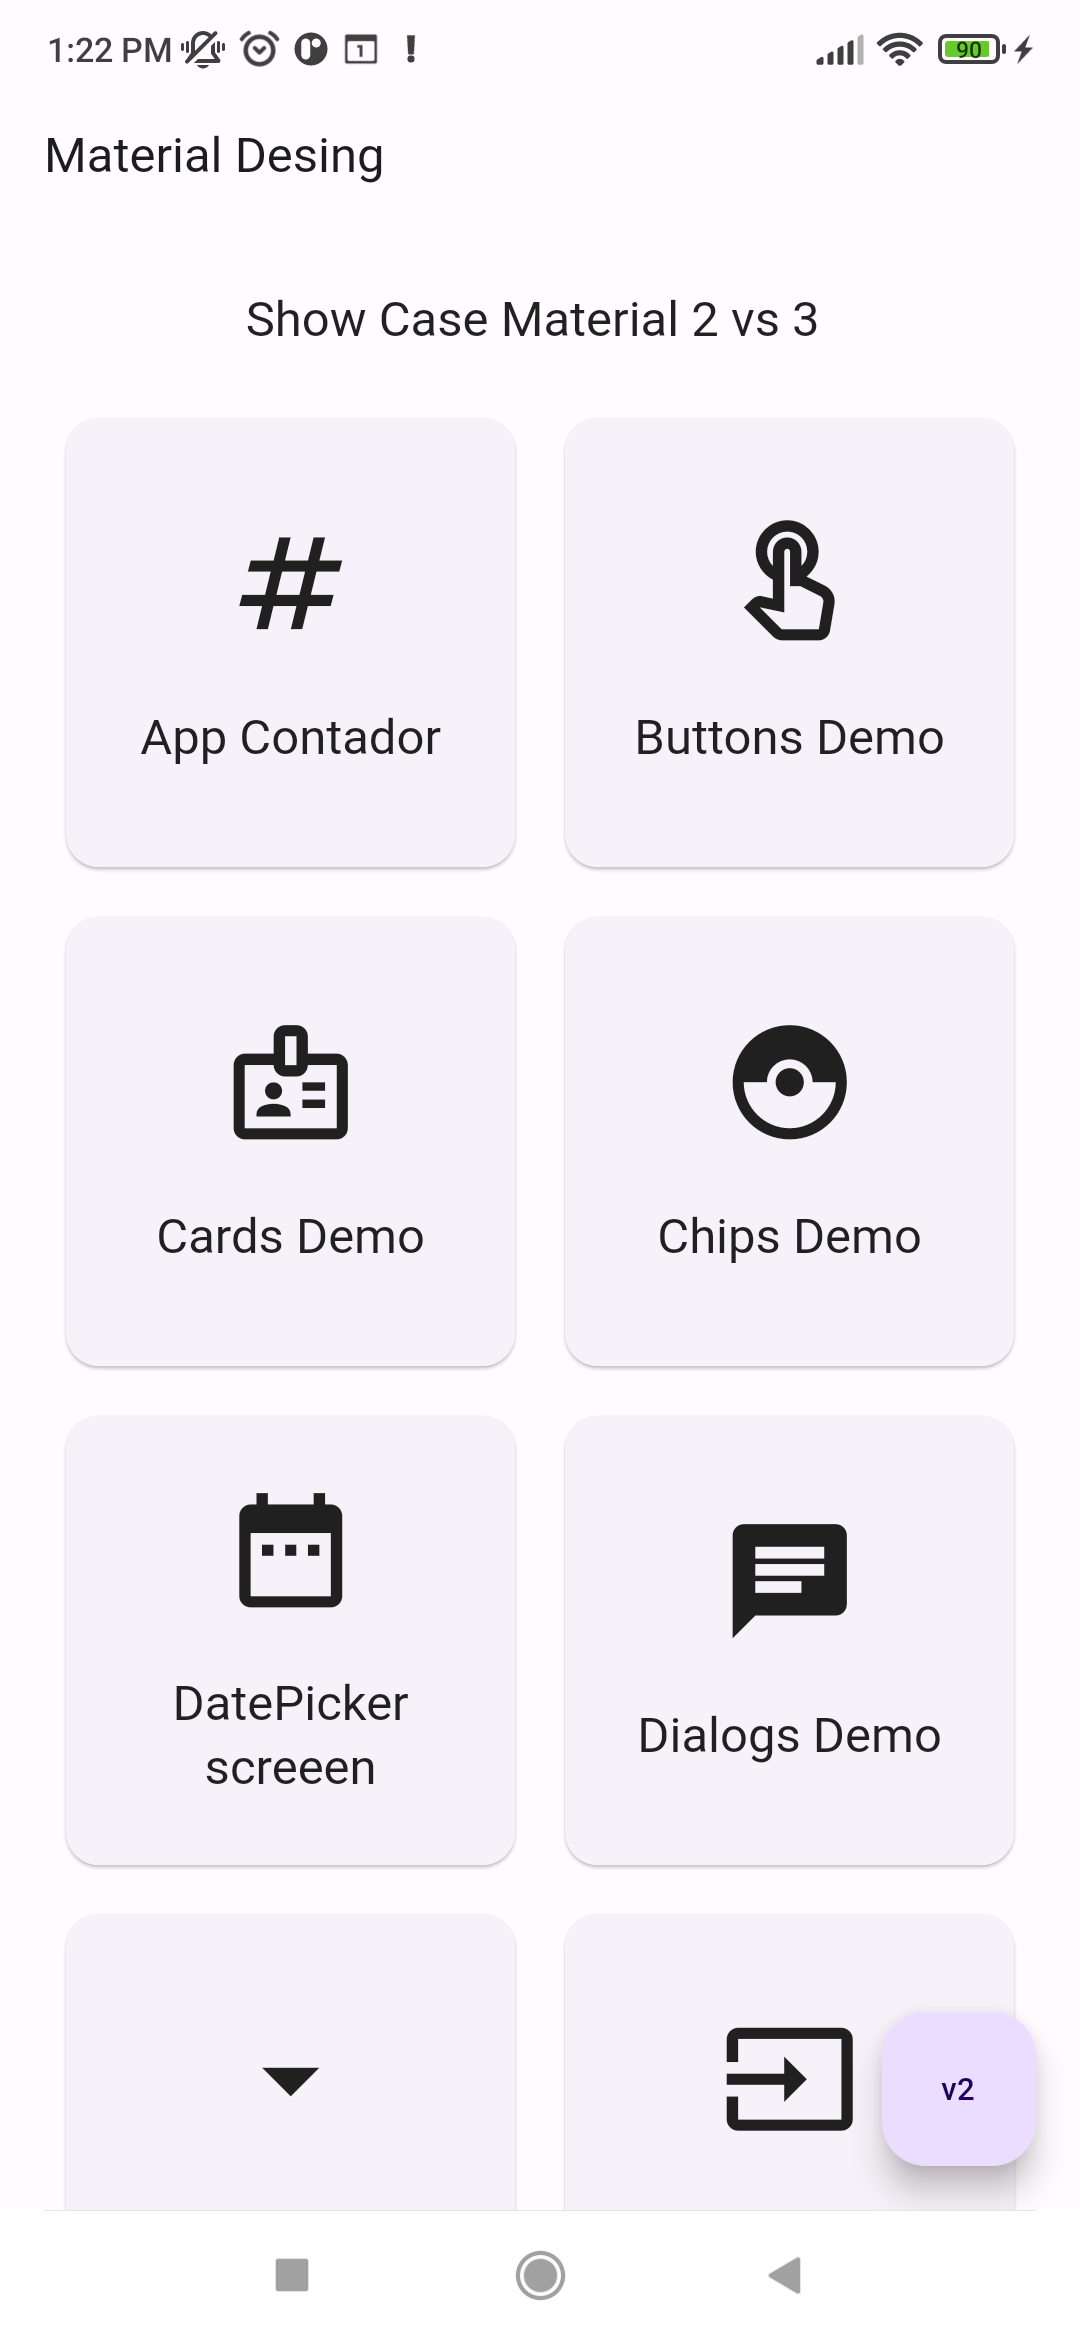 1:22 PM
1
90
Material Desing
Show Case Material 2 vs 3
App Contador
Buttons Demo
Cards Demo
Chips Demo
DatePicker
screeen
Dialogs Demo
v2